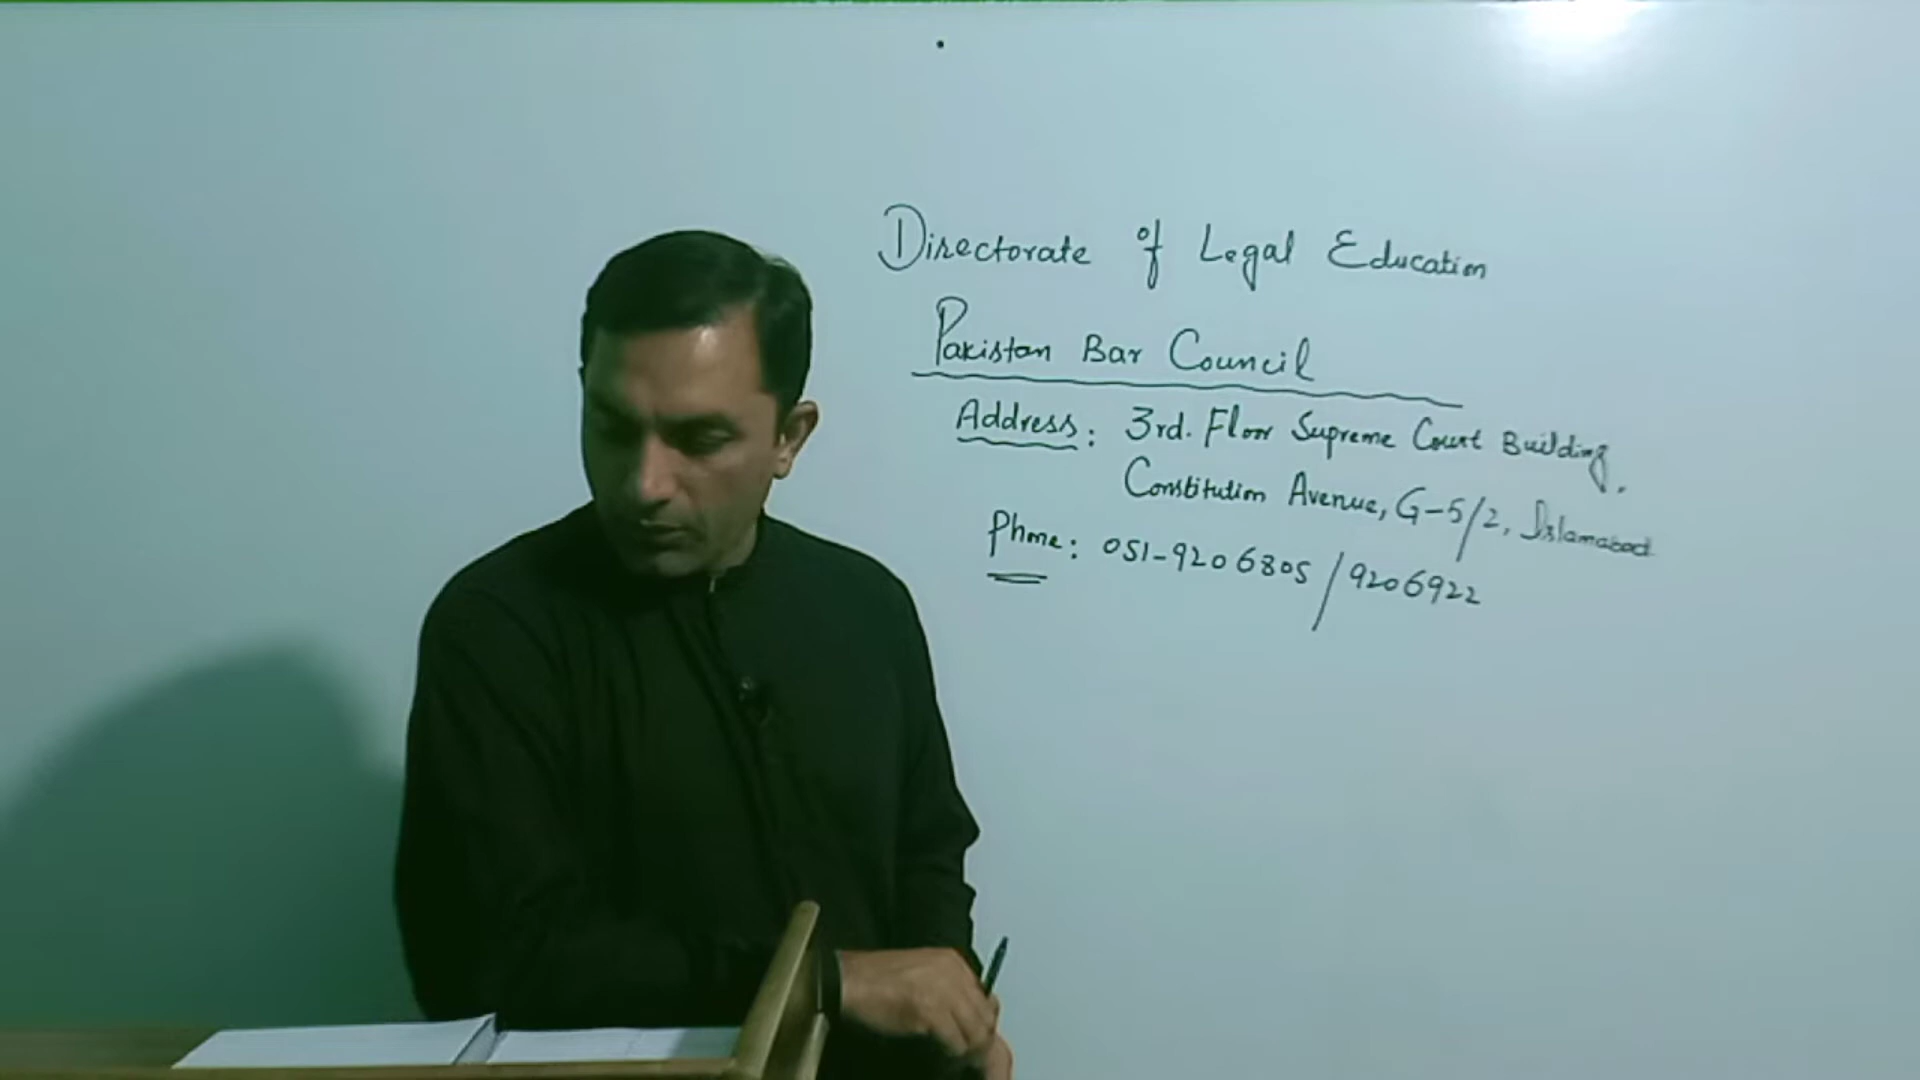 Directorate of Legal Education
Pakistan Bar Council
Address: 3rd. Floor Supreme Court Building,
Constitution Avenue, G-5/2, Islamabad
Phone: 051-9206805/9206922